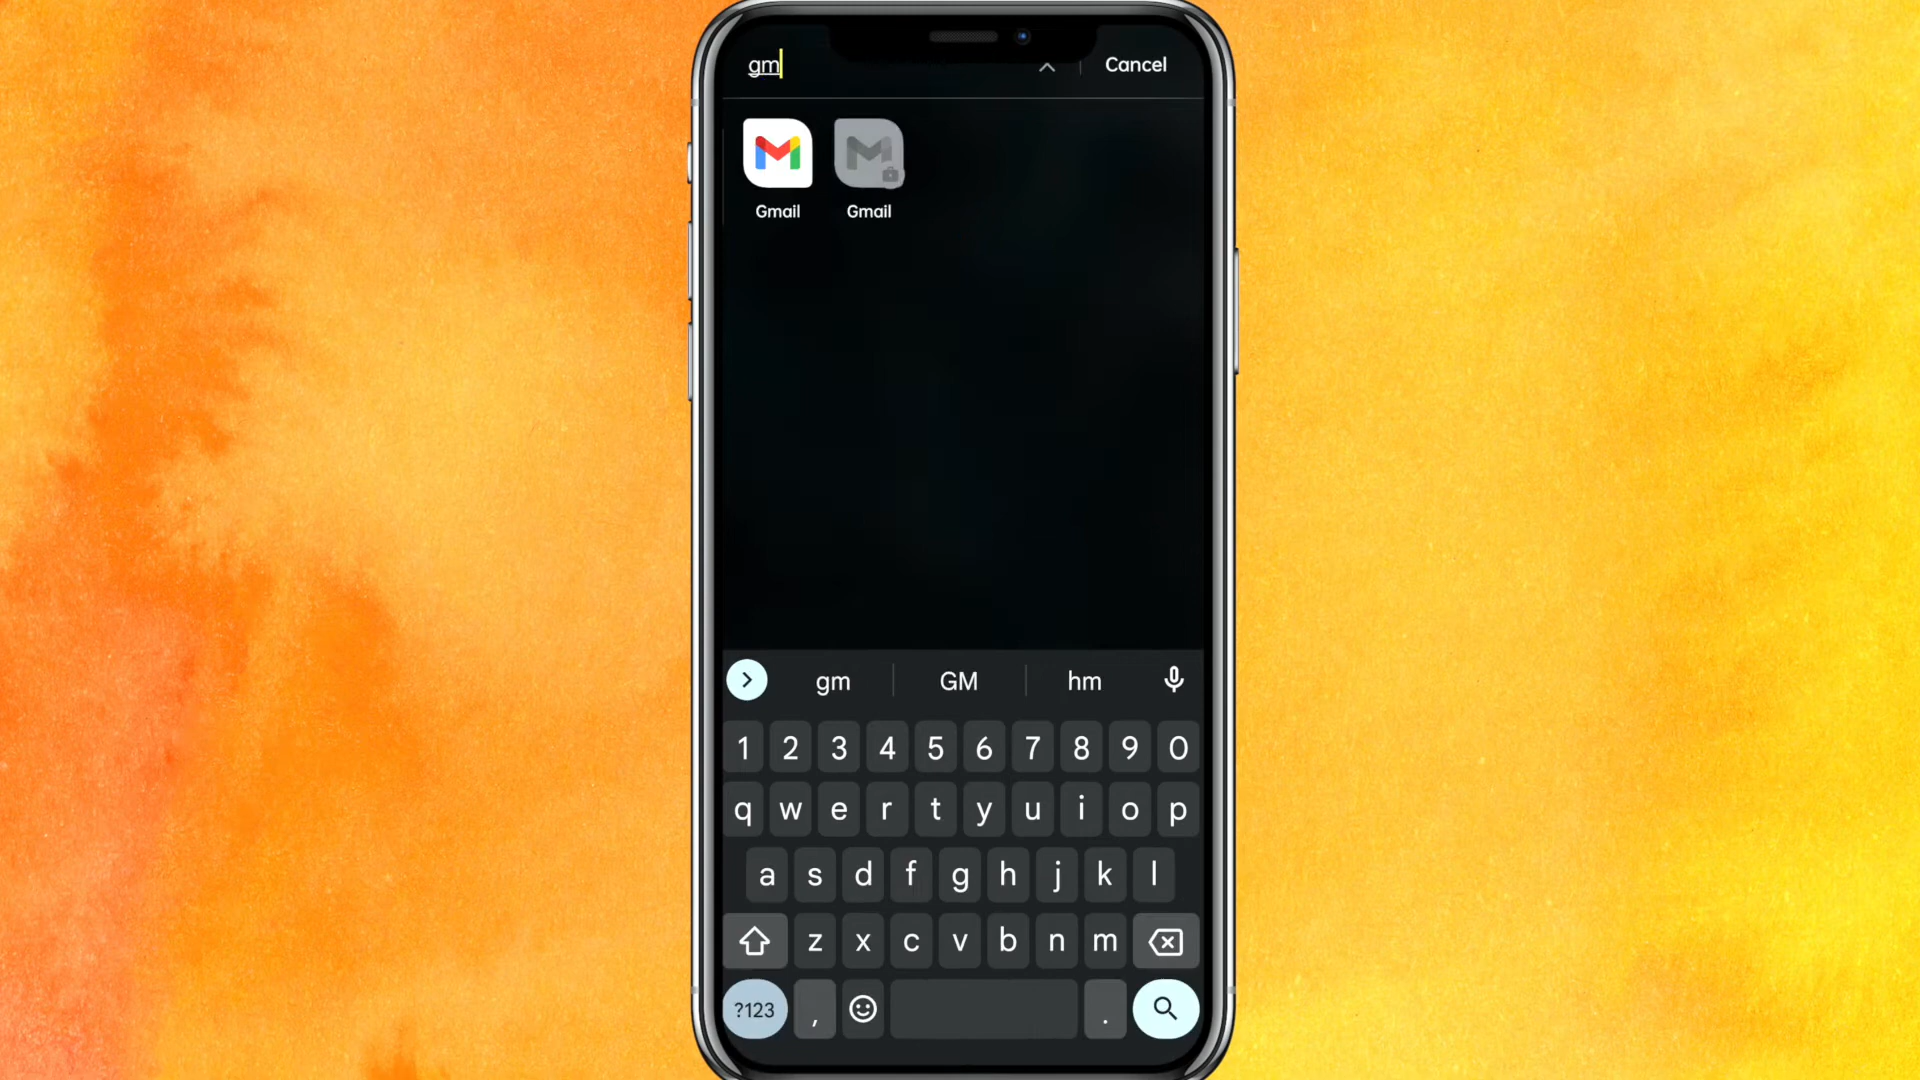 gm Cancel
Gmail Gmail
gm GM hm
1 2 3 4 5 6 7 8 9 0
q w e r t y u i o p
a s d f g h j k l
z x c v b n m
?123 , .